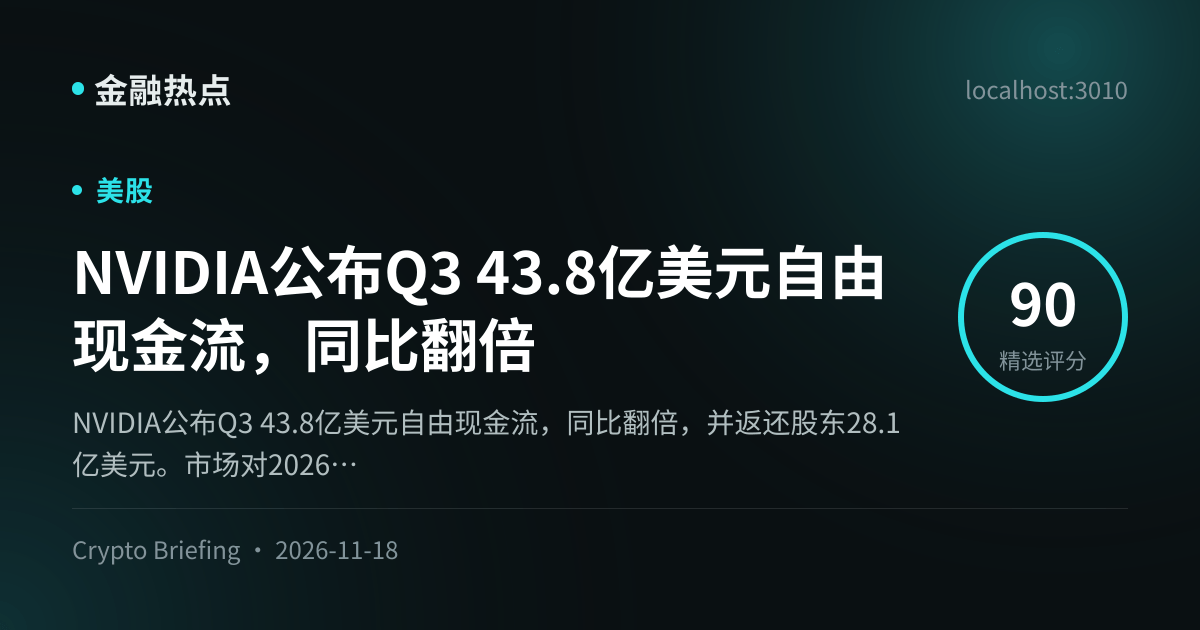 金融热点
localhost:3010
美股
NVIDIA公布Q3 43.8亿美元自由
现金流，同比翻倍
90
精选评分
NVIDIA公布Q3 43.8亿美元自由现金流，同比翻倍，并返还股东28.1
亿美元。市场对2026…
Crypto Briefing · 2026-11-18